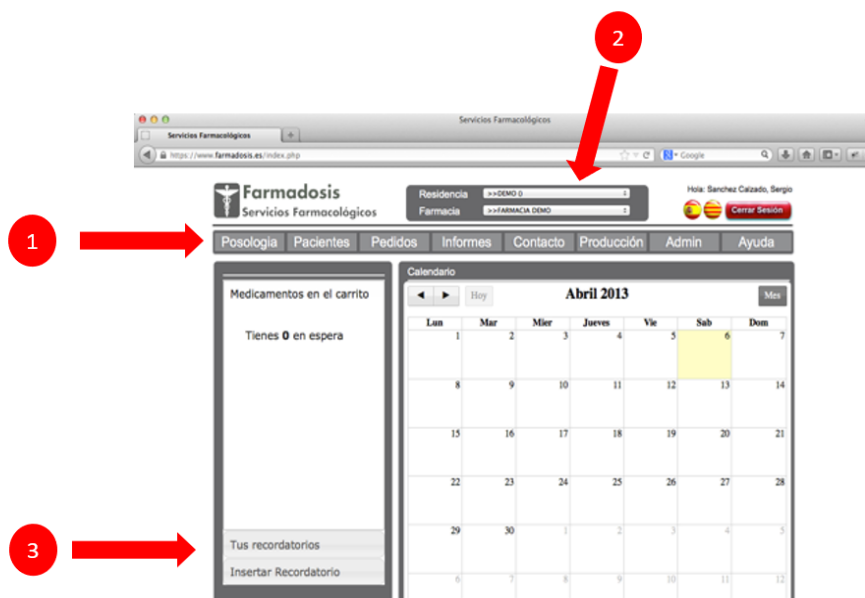 2
Servicios Farmacológicos
Servicios Farmacológicos
https://www.farmadosis.es/index.php
Google
Farmadosis
Servicios Farmacológicos
Residencia >>DEMO ()
Farmacia >>FARMACIA DEMO
Hola: Sanchez Calzado, Sergio
Cerrar Sesión
1
Posologia Pacientes Pedidos Informes Contacto Producción Admin Ayuda
Medicamentos en el carrito
Tienes 0 en espera
Calendario
Hoy Abril 2013 Mes
Lun Mar Mier Jueves Vie Sab Dom
1 2 3 4 5 6 7
8 9 10 11 12 13 14
15 16 17 18 19 20 21
22 23 24 25 26 27 28
29 30 1 2 3 4 5
6 7 8 9 10 11 12
3
Tus recordatorios
Insertar Recordatorio